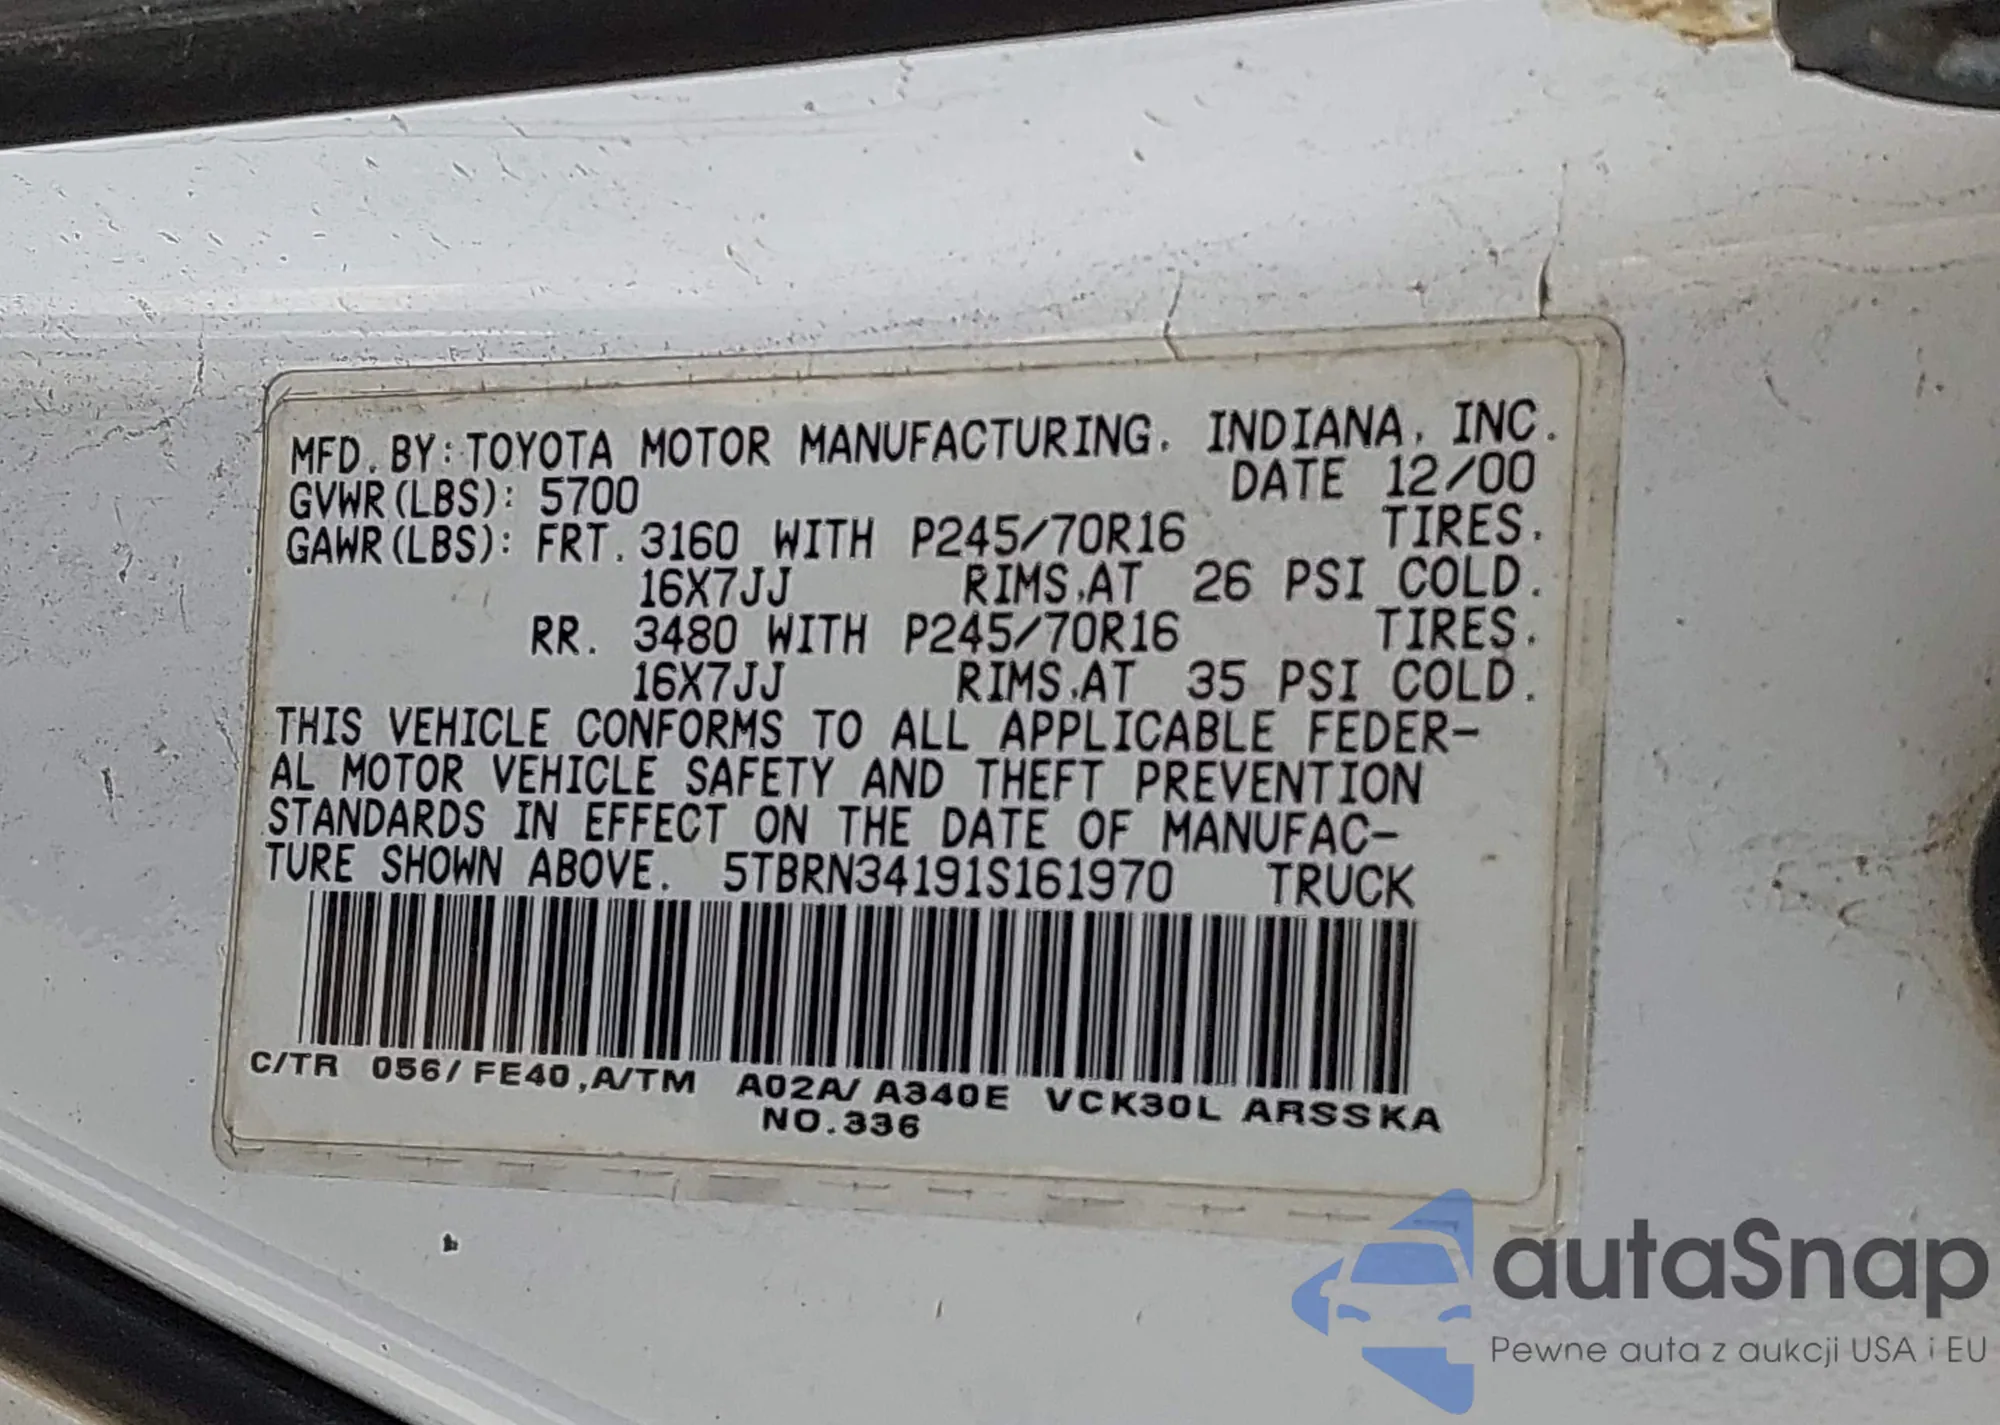 MFD. BY: TOYOTA MOTOR MANUFACTURING, INDIANA, INC.
GVWR(LBS): 5700 DATE 12/00
GAWR(LBS): FRT. 3160 WITH P245/70R16 TIRES,
16X7JJ RIMS,AT 26 PSI COLD.
RR. 3480 WITH P245/70R16 TIRES,
16X7JJ RIMS,AT 35 PSI COLD.
THIS VEHICLE CONFORMS TO ALL APPLICABLE FEDER-
AL MOTOR VEHICLE SAFETY AND THEFT PREVENTION
STANDARDS IN EFFECT ON THE DATE OF MANUFAC-
TURE SHOWN ABOVE. 5TBRN34191S161970 TRUCK
C/TR 056/FE40,A/TM A02A/A340E VCK30L ARSSKA
NO.336
autaSnap
Pewne auta z aukcji USA i EU